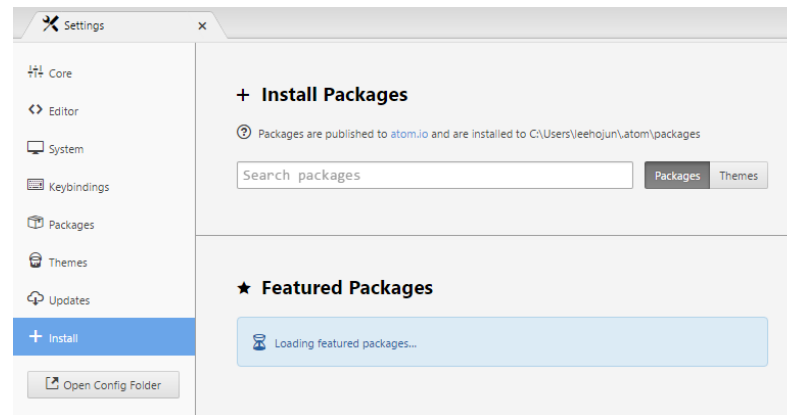 Settings
Core
Editor
System
Keybindings
Packages
Themes
Updates
Install
Open Config Folder
Install Packages
Packages are published to atom.io and are installed to C:\Users\leehojun\.atom\packages
Search packages
Packages Themes
Featured Packages
Loading featured packages...